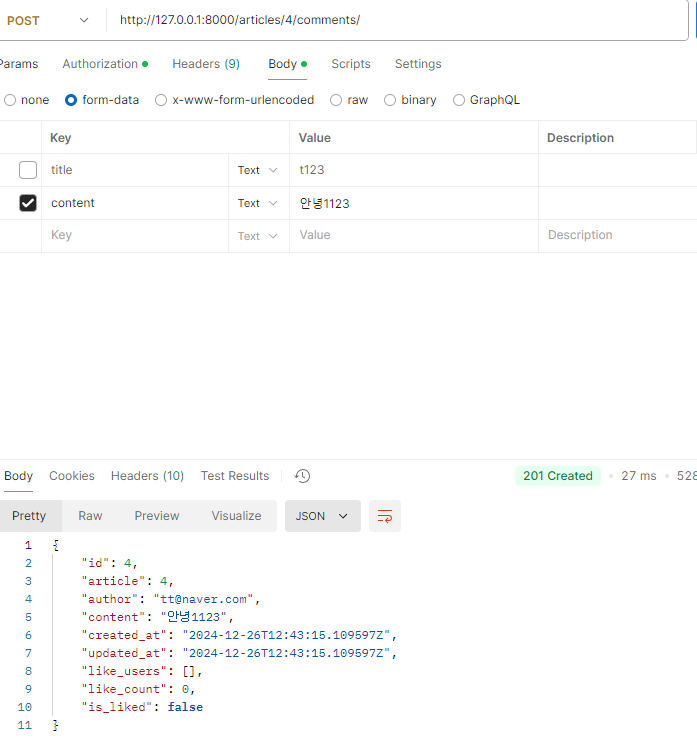 POST http://127.0.0.1:8000/articles/4/comments/
Params Authorization Headers (9) Body Scripts Settings
none form-data x-www-form-urlencoded raw binary GraphQL
Key Value Description
title Text t123
content Text 안녕1123
Key Text Value Description
Body Cookies Headers (10) Test Results 201 Created 27 ms 528
Pretty Raw Preview Visualize JSON
1 {
2 "id": 4,
3 "article": 4,
4 "author": "tt@naver.com",
5 "content": "안녕1123",
6 "created_at": "2024-12-26T12:43:15.109597Z",
7 "updated_at": "2024-12-26T12:43:15.109597Z",
8 "like_users": [],
9 "like_count": 0,
10 "is_liked": false
11 }